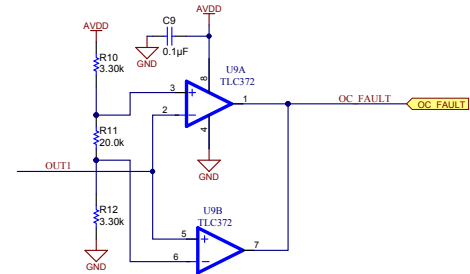 AVDD
C9
0.1µF
GND
AVDD
R10
3.30k
U9A
TLC372
8
3
2
1
4
OC_FAULT
OC_FAULT
R11
20.0k
OUT1
GND
R12
3.30k
GND
U9B
TLC372
5
6
7